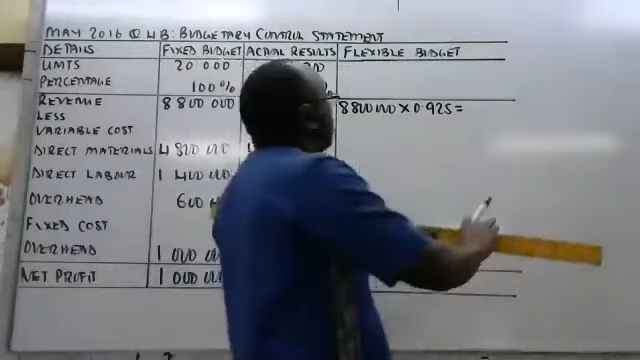 MAY 2016 Q 4B: BUDGETARY CONTROL STATEMENT
DETAILS FIXED BUDGET ACTUAL RESULTS FLEXIBLE BUDGET
UNITS 20 000
PERCENTAGE 100%
REVENUE 8 800 000 8 800 000 × 0.925 =
LESS
VARIABLE COST
DIRECT MATERIALS 4 800 000
DIRECT LABOUR 1 400 000
OVERHEAD 600
FIXED COST
OVERHEAD 1 000 000
NET PROFIT 1 000 000